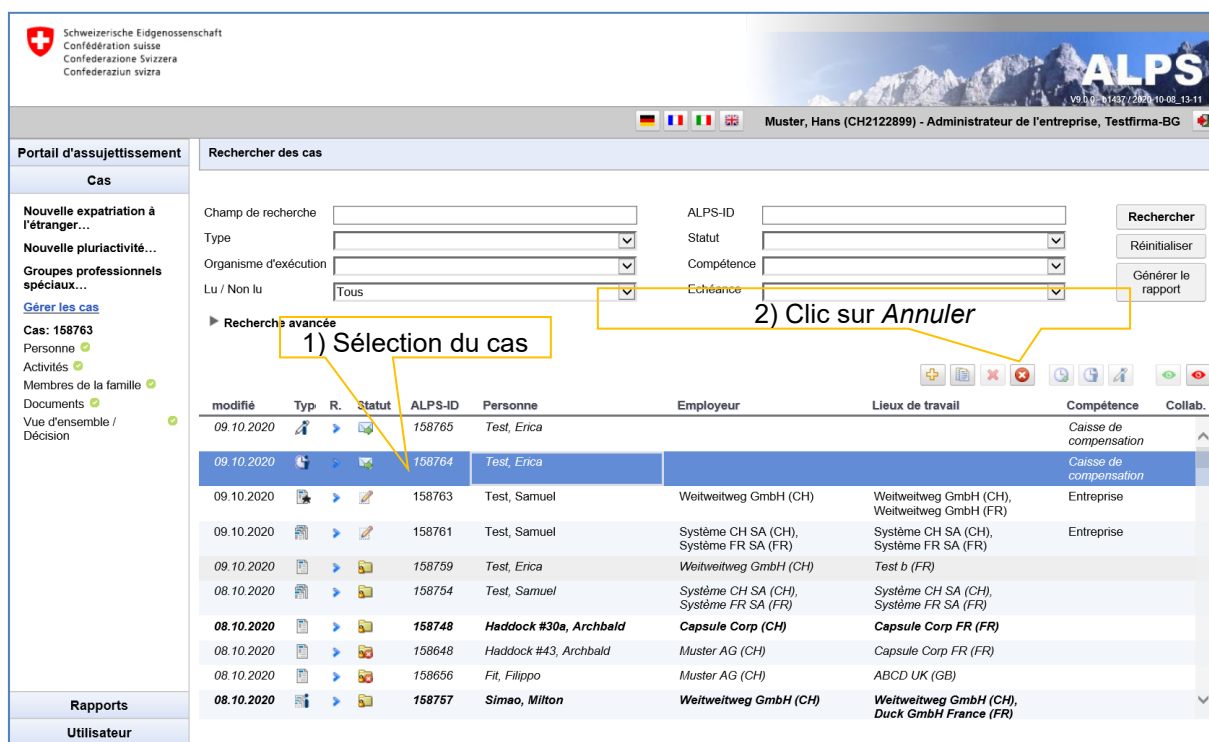 Schweizerische Eidgenossenschaft
Confédération suisse
Confederazione Svizzera
Confederaziun svizra
ALPS
V9.0.0 - b1437 / 2020-10-08_13-11
Muster, Hans (CH2122899) - Administrateur de l'entreprise, Testfirma-BG
Portail d'assujettissement
Rechercher des cas
Cas
Nouvelle expatriation à
l'étranger…
Nouvelle pluriactivité…
Groupes professionnels
spéciaux…
Gérer les cas
Cas: 158763
Personne
Activités
Membres de la famille
Documents
Vue d'ensemble /
Décision
Rapports
Utilisateur
Champ de recherche
ALPS-ID
Rechercher
Type
Statut
Réinitialiser
Organisme d'exécution
Compétence
Générer le
rapport
Lu / Non lu
Tous
Echéance
Recherche avancée
1) Sélection du cas
2) Clic sur Annuler
modifié Typ R. Statut ALPS-ID Personne Employeur Lieux de travail Compétence Collab.
09.10.2020 158765 Test, Erica Caisse de
compensation
09.10.2020 158764 Test, Erica Caisse de
compensation
09.10.2020 158763 Test, Samuel Weitweitweg GmbH (CH) Weitweitweg GmbH (CH), Entreprise
Weitweitweg GmbH (FR)
09.10.2020 158761 Test, Samuel Système CH SA (CH), Système CH SA (CH), Entreprise
Système FR SA (FR) Système FR SA (FR)
09.10.2020 158759 Test, Erica Weitweitweg GmbH (CH) Test b (FR)
08.10.2020 158754 Test, Samuel Système CH SA (CH), Système CH SA (CH),
Système FR SA (FR) Système FR SA (FR)
08.10.2020 158748 Haddock #30a, Archbald Capsule Corp (CH) Capsule Corp FR (FR)
08.10.2020 158648 Haddock #43, Archbald Muster AG (CH) Capsule Corp FR (FR)
08.10.2020 158656 Fit, Filippo Muster AG (CH) ABCD UK (GB)
08.10.2020 158757 Simao, Milton Weitweitweg GmbH (CH) Weitweitweg GmbH (CH),
Duck GmbH France (FR)